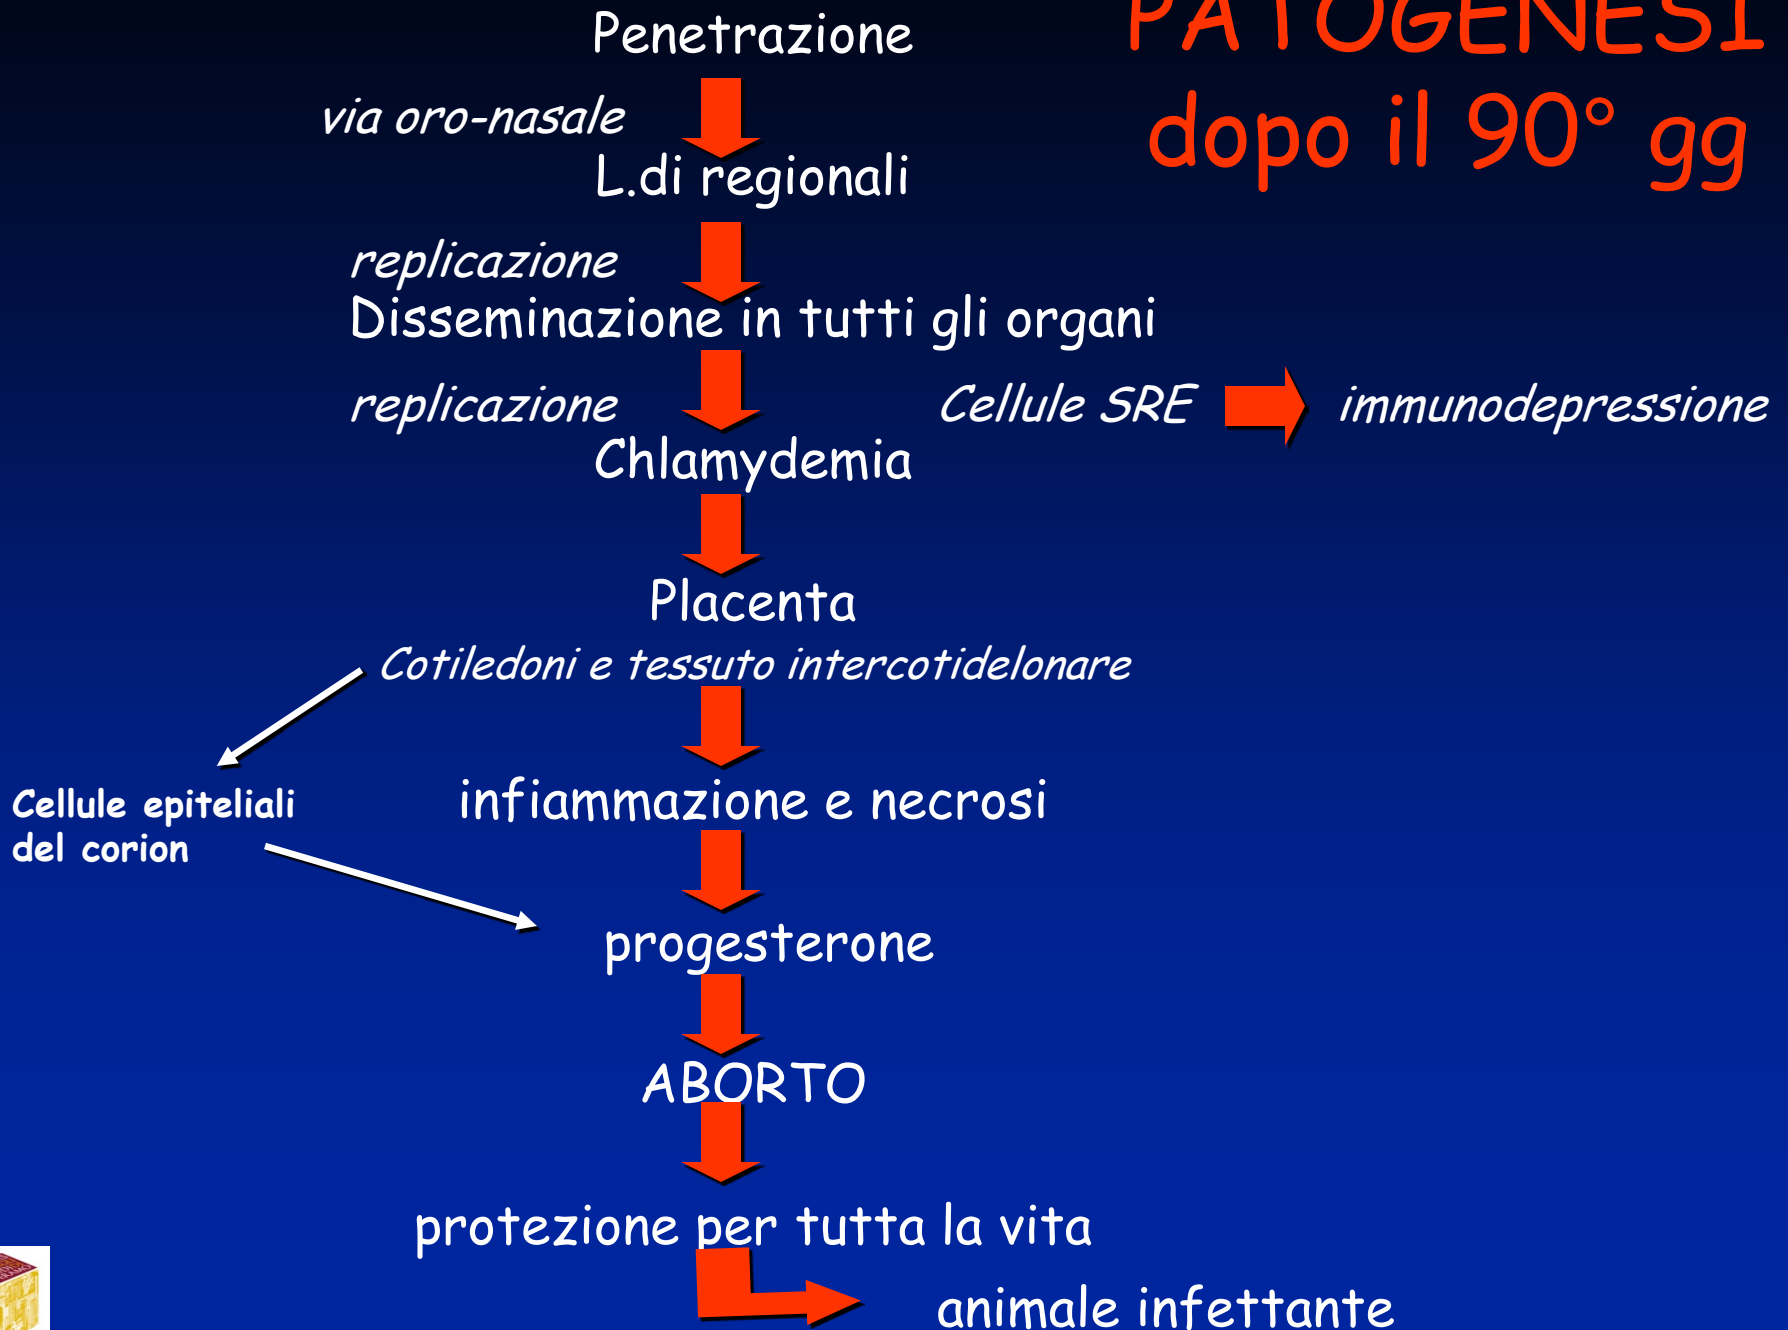 PATOGENESI
dopo il 90° gg
Penetrazione
via oro-nasale
L.di regionali
replicazione
Disseminazione in tutti gli organi
replicazione
Cellule SRE
immunodepressione
Chlamydemia
Placenta
Cotiledoni e tessuto intercotidelonare
Cellule epiteliali
del corion
infiammazione e necrosi
progesterone
ABORTO
protezione per tutta la vita
animale infettante